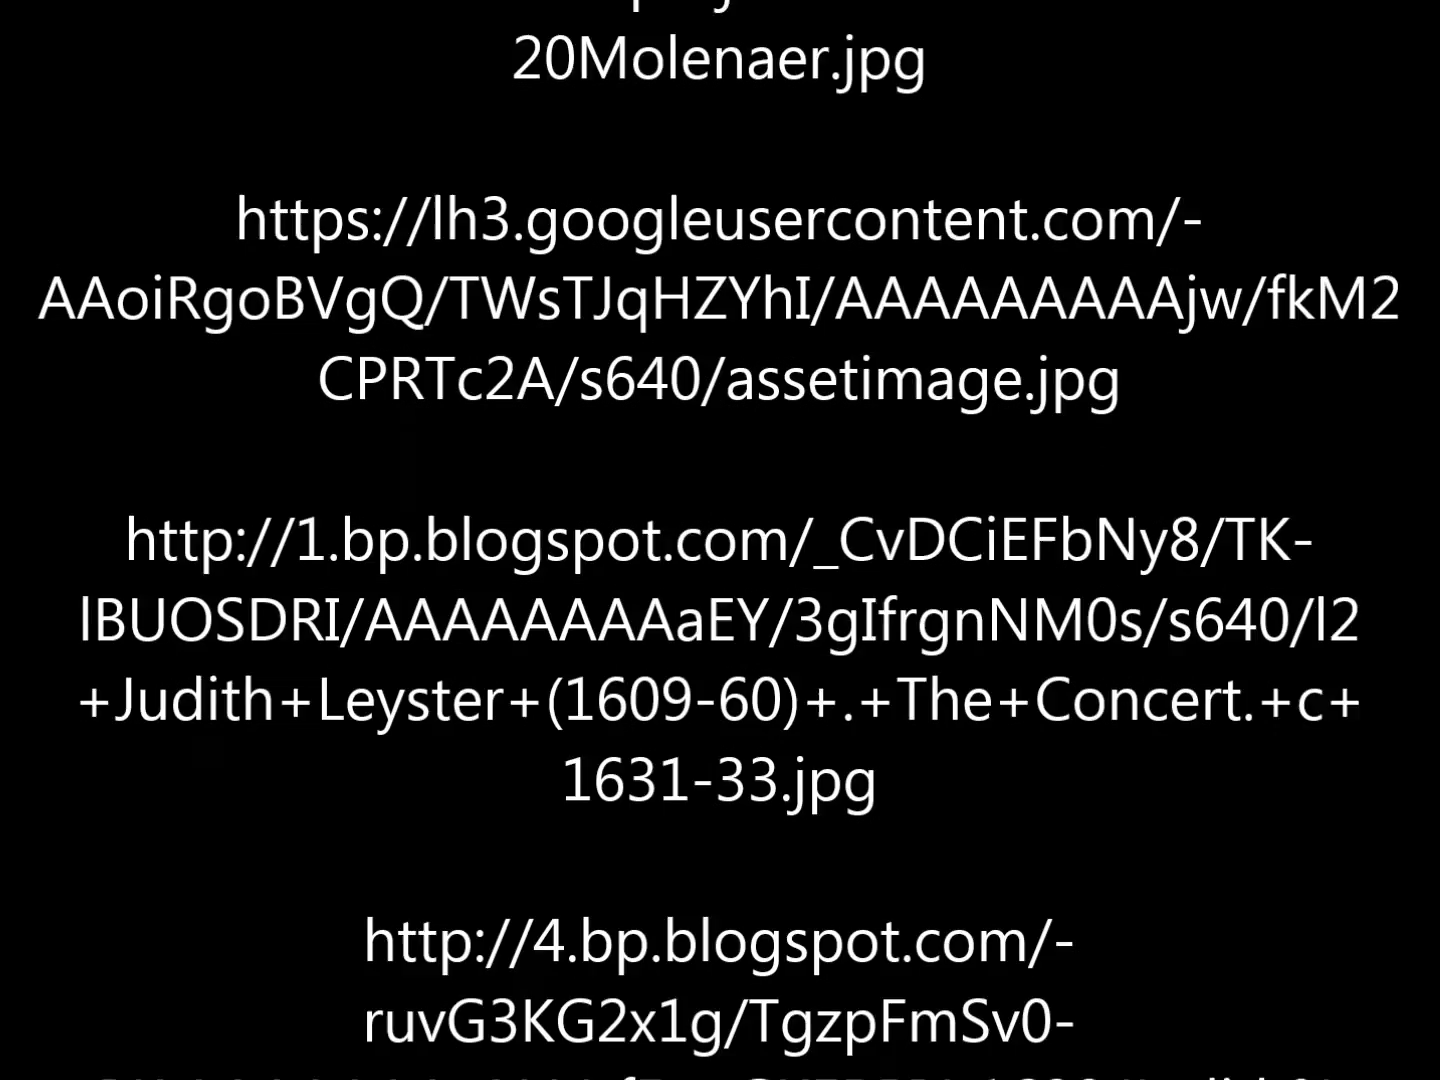 20Molenaer.jpg
https://lh3.googleusercontent.com/-
AAoiRgoBVgQ/TWsTJqHZYhI/AAAAAAAAAjw/fkM2
CPRTc2A/s640/assetimage.jpg
http://1.bp.blogspot.com/_CvDCiEFbNy8/TK-
lBUOSDRI/AAAAAAAAaEY/3gIfrgnNM0s/s640/l2
+Judith+Leyster+(1609-60)+.+The+Concert.+c+
1631-33.jpg
http://4.bp.blogspot.com/-
ruvG3KG2x1g/TgzpFmSv0-